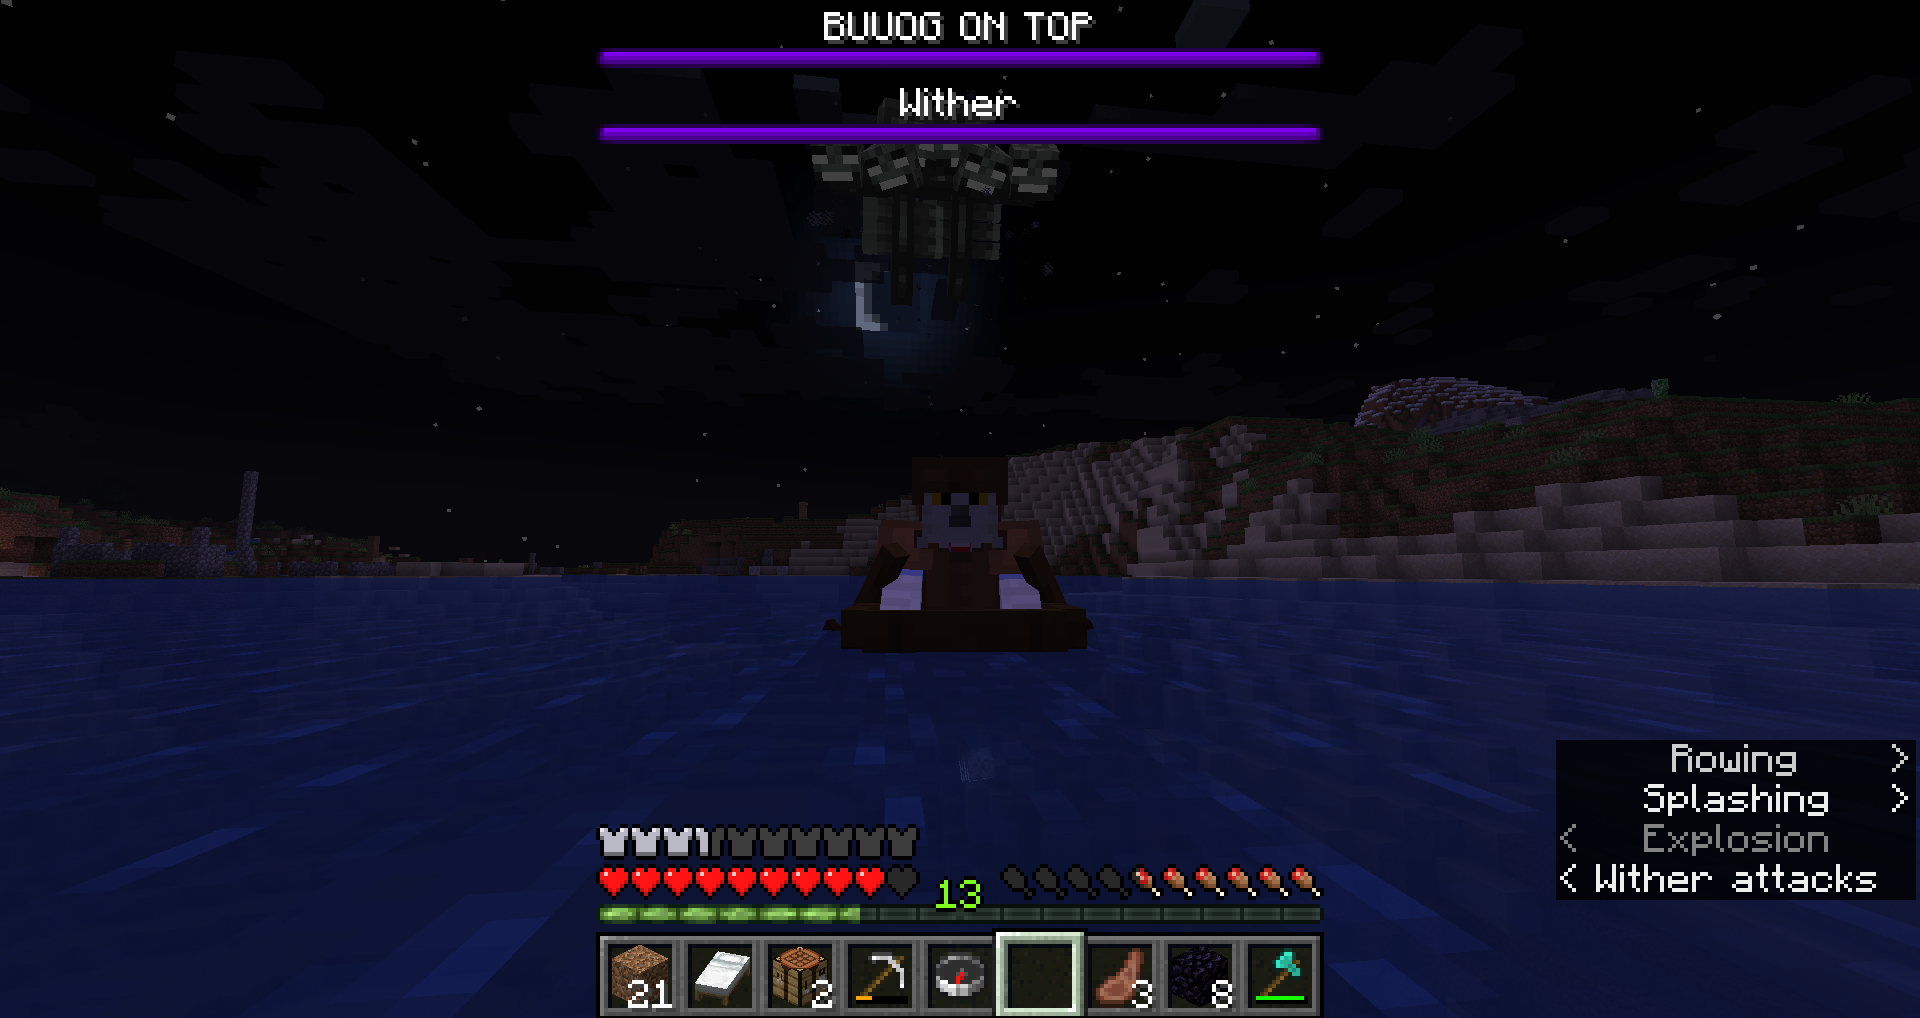 BUUOG ON TOP
Wither
Rowing >
Splashing >
< Explosion
< Wither attacks
13
21
2
3
8